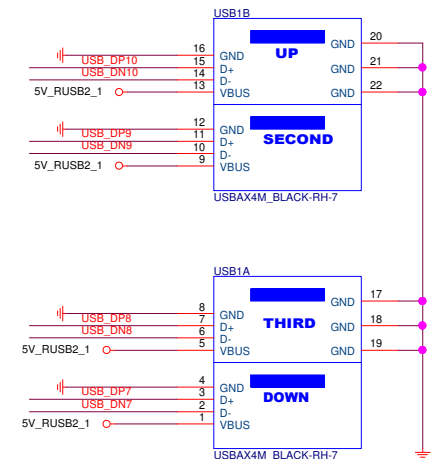 USB1B
16 GND UP GND 20
USB_DP10 15 D+ GND 21
USB_DN10 14 D-
5V_RUSB2_1 13 VBUS GND 22
12 GND
USB_DP9 11 D+ SECOND
USB_DN9 10 D-
5V_RUSB2_1 9 VBUS
USBAX4M_BLACK-RH-7
USB1A
GND 17
8 GND
USB_DP8 7 D+ THIRD GND 18
USB_DN8 6 D-
5V_RUSB2_1 5 VBUS GND 19
4 GND
USB_DP7 3 D+ DOWN
USB_DN7 2 D-
5V_RUSB2_1 1 VBUS
USBAX4M_BLACK-RH-7